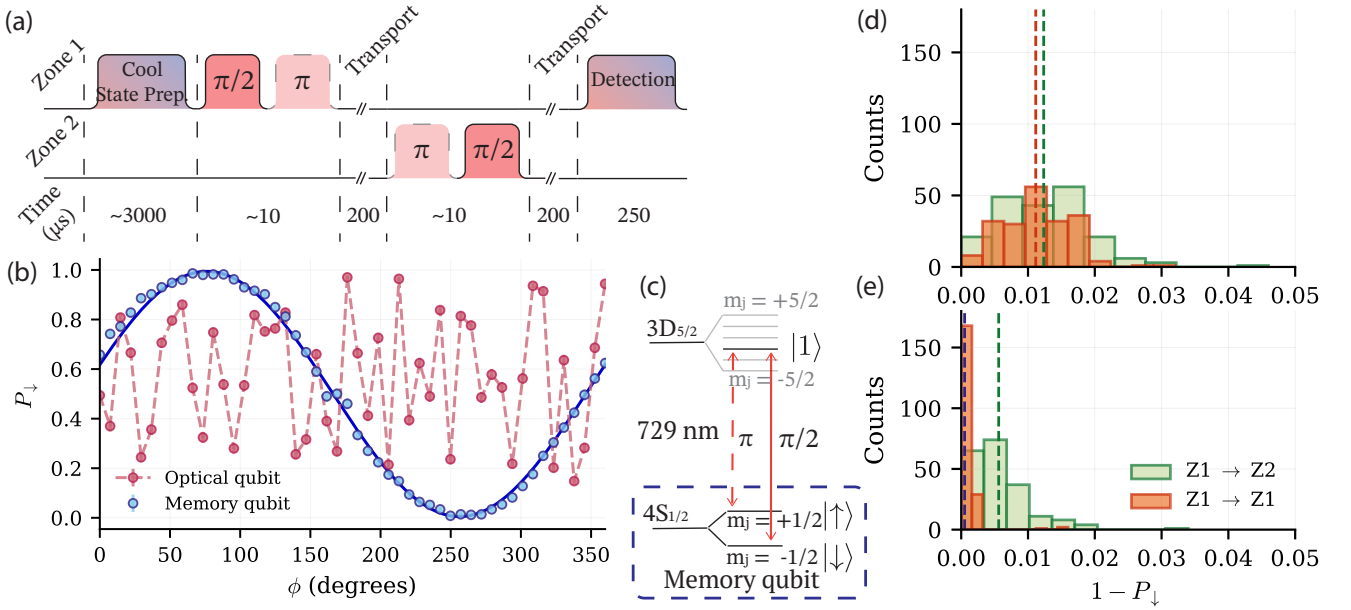 (a)
Zone 1
Cool
State Prep.
π/2
π
Transport
Transport
Detection
Zone 2
π
π/2
Time
(μs)
~3000
~10
200
~10
200
250
(b)
1.0
0.8
0.6
0.4
0.2
0.0
P↓
Optical qubit
Memory qubit
0 50 100 150 200 250 300 350
ϕ (degrees)
(c)
mj = +5/2
3D5/2
|1⟩
mj = -5/2
729 nm
π
π/2
4S1/2
mj = +1/2 |↑⟩
mj = -1/2 |↓⟩
Memory qubit
(d)
150
100
50
0
Counts
0.00 0.01 0.02 0.03 0.04 0.05
(e)
150
100
50
0
Counts
Z1 → Z2
Z1 → Z1
0.00 0.01 0.02 0.03 0.04 0.05
1 − P↓